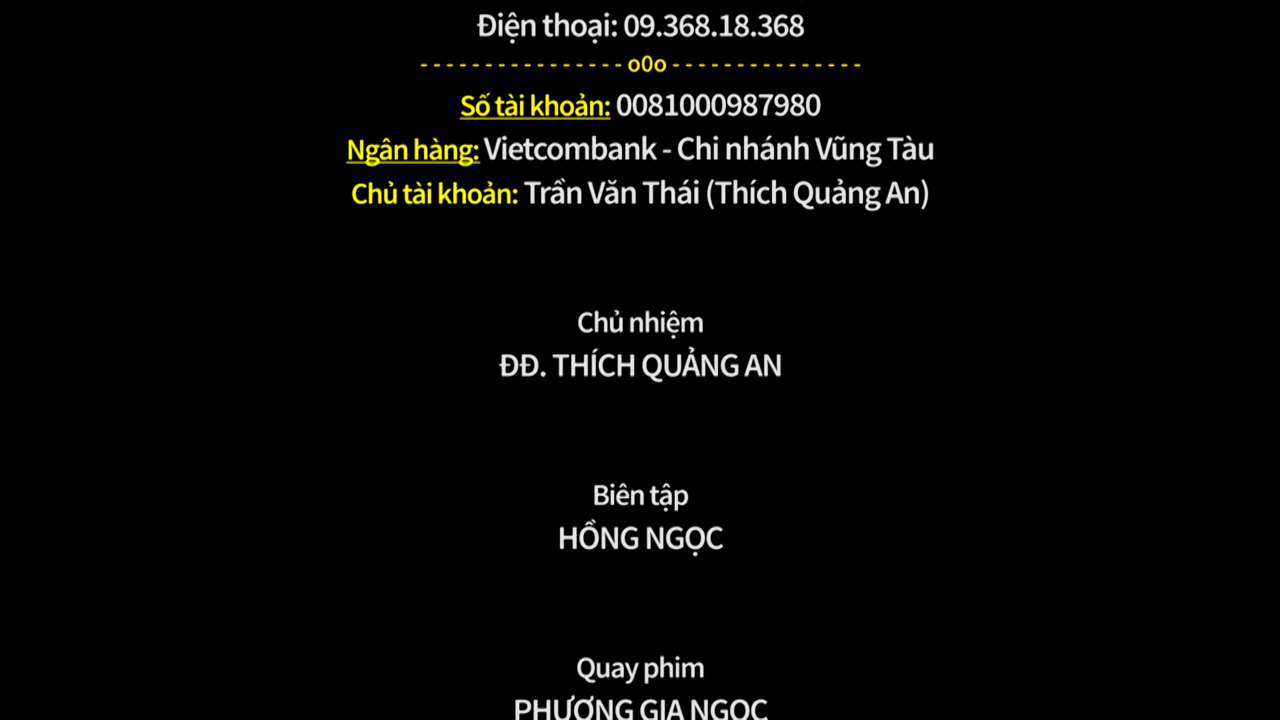 Điện thoại: 09.368.18.368
- - - - - - - - - - - - - - - - o0o - - - - - - - - - - - - - - -
Số tài khoản: 0081000987980
Ngân hàng: Vietcombank - Chi nhánh Vũng Tàu
Chủ tài khoản: Trần Văn Thái (Thích Quảng An)
Chủ nhiệm
ĐĐ. THÍCH QUẢNG AN
Biên tập
HỒNG NGỌC
Quay phim
PHƯƠNG GIA NGỌC